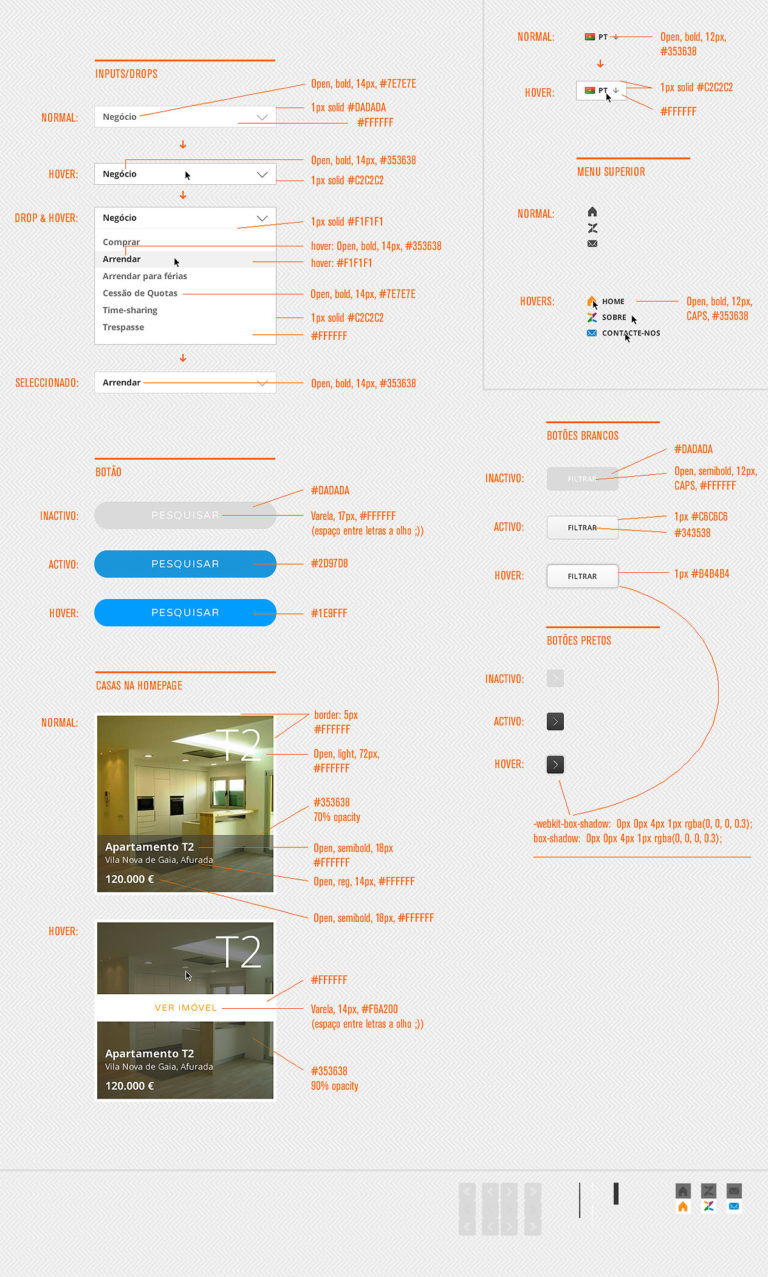 INPUTS/DROPS
NORMAL:
Negócio
Open, bold, 14px, #7E7E7E
1px solid #DADADA
#FFFFFF
HOVER:
Negócio
Open, bold, 14px, #353638
1px solid #C2C2C2
DROP & HOVER:
Negócio
Comprar
Arrendar
Arrendar para férias
Cessão de Quotas
Time-sharing
Trespasse
1px solid #F1F1F1
hover: Open, bold, 14px, #353638
hover: #F1F1F1
Open, bold, 14px, #7E7E7E
1px solid #C2C2C2
#FFFFFF
SELECCIONADO:
Arrendar
Open, bold, 14px, #353638
BOTÃO
INACTIVO:
PESQUISAR
#DADADA
Varela, 17px, #FFFFFF
(espaço entre letras a olho ;))
ACTIVO:
PESQUISAR
#2D97D8
HOVER:
PESQUISAR
#1E9FFF
CASAS NA HOMEPAGE
NORMAL:
T2
Apartamento T2
Vila Nova de Gaia, Afurada
120.000 €
border: 5px
#FFFFFF
Open, light, 72px,
#FFFFFF
#353638
70% opacity
Open, semibold, 18px
#FFFFFF
Open, reg, 14px, #FFFFFF
Open, semibold, 18px, #FFFFFF
HOVER:
T2
VER IMÓVEL
Apartamento T2
Vila Nova de Gaia, Afurada
120.000 €
#FFFFFF
Varela, 14px, #F6A200
(espaço entre letras a olho ;))
#353638
90% opacity
NORMAL:
PT
Open, bold, 12px,
#353638
HOVER:
PT
1px solid #C2C2C2
#FFFFFF
MENU SUPERIOR
NORMAL:
HOVERS:
HOME
SOBRE
CONTACTE-NOS
Open, bold, 12px,
CAPS, #353638
BOTÕES BRANCOS
INACTIVO:
FILTRAR
#DADADA
Open, semibold, 12px,
CAPS, #FFFFFF
ACTIVO:
FILTRAR
1px #C6C6C6
#343538
HOVER:
FILTRAR
1px #B4B4B4
BOTÕES PRETOS
INACTIVO:
ACTIVO:
HOVER:
-webkit-box-shadow: 0px 0px 4px 1px rgba(0, 0, 0, 0.3);
box-shadow: 0px 0px 4px 1px rgba(0, 0, 0, 0.3);